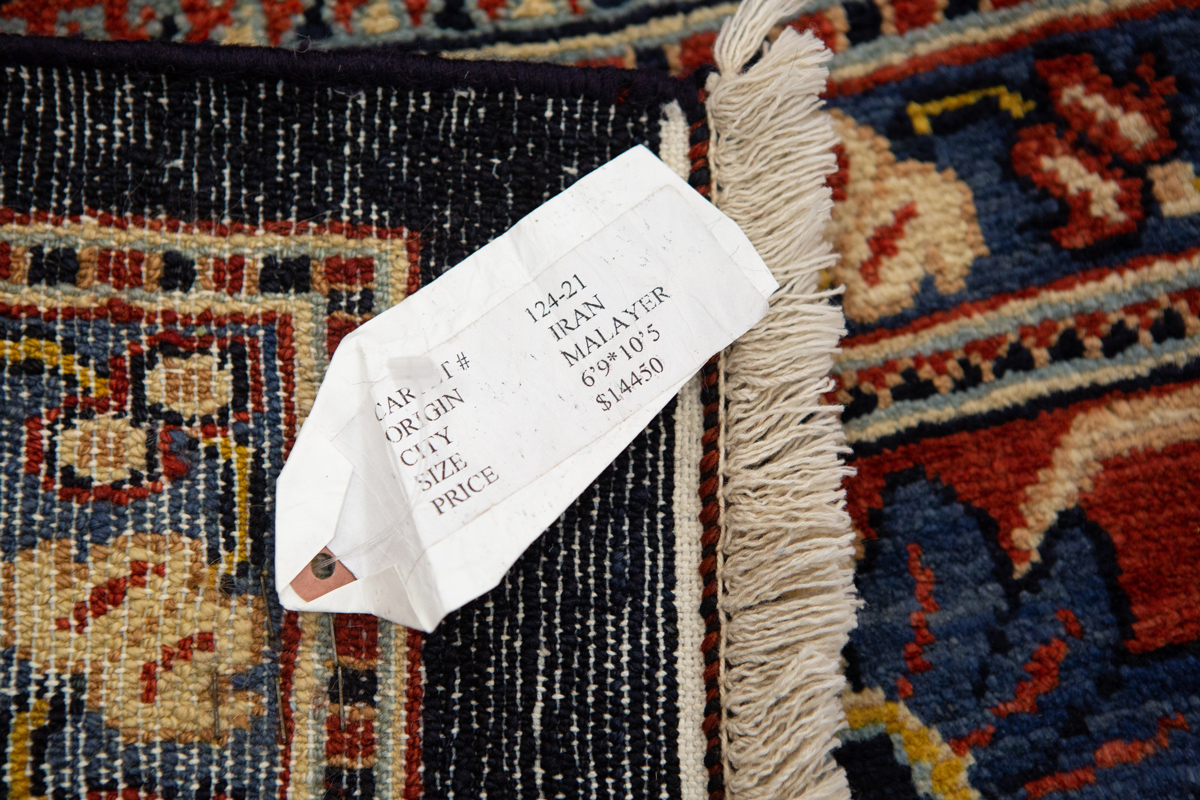 CARPET # 124-21
ORIGIN IRAN
CITY MALAYER
SIZE 6'9*10'5
PRICE $14450